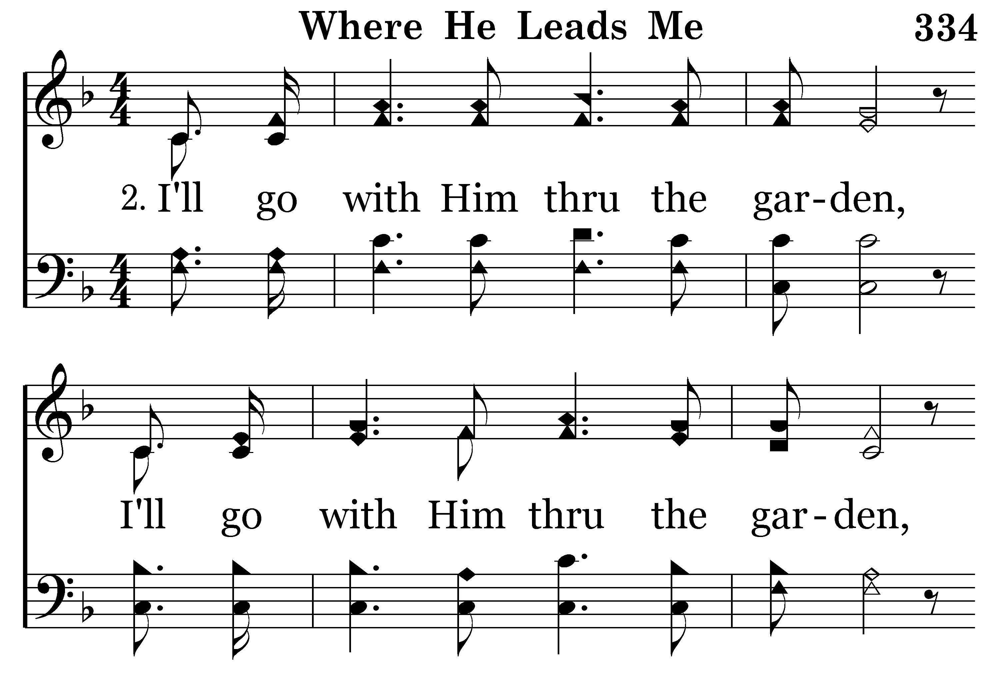 Where He Leads Me 334
2. I'll go with Him thru the gar-den,
I'll go with Him thru the gar-den,